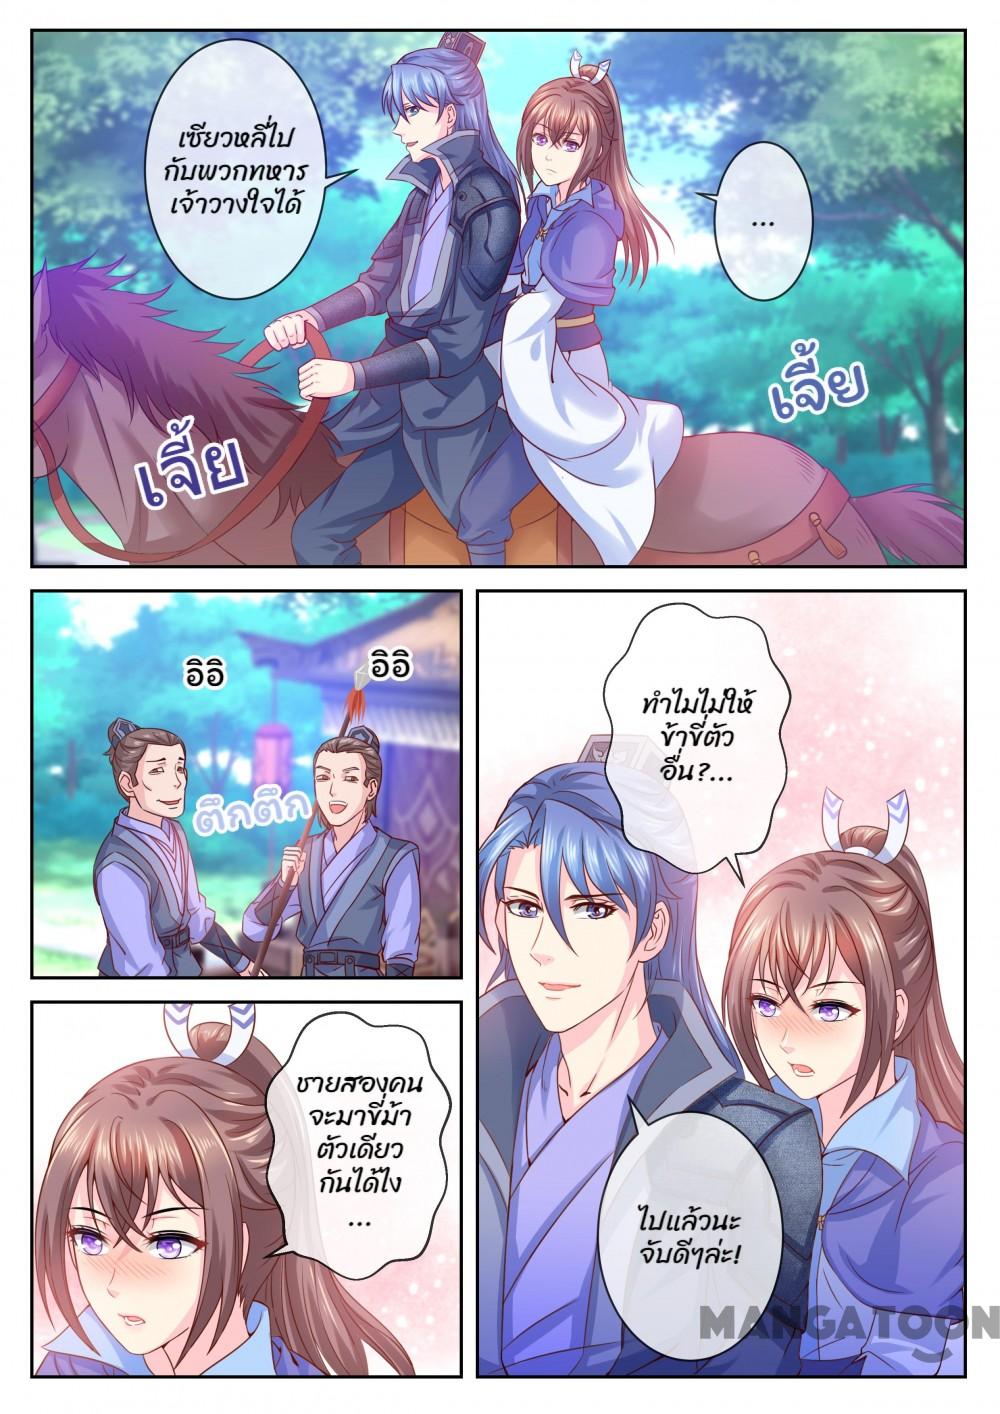 เซียวหลี่ไป
กับพวกทหาร
เจ้าวางใจได้
...
เจี้ย
เจี้ย
อิอิ
อิอิ
ตึกตึก
ทำไมไม่ให้
ข้าขี่ตัว
อื่น?...
ชายสองคน
จะมาขี่ม้า
ตัวเดียว
กันได้ไง
...
ไปแล้วนะ
จับดีๆล่ะ!
MANGATOON